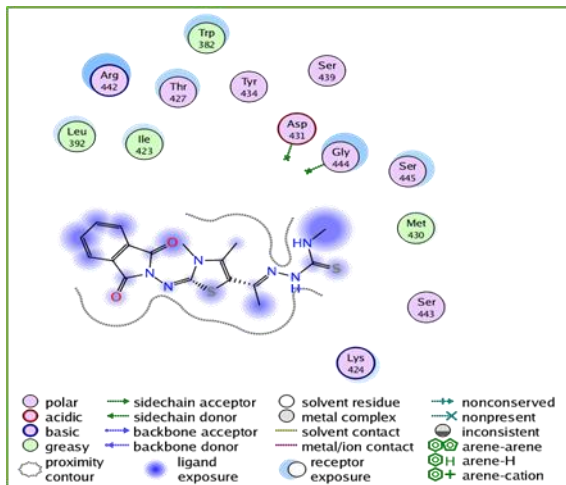 Trp
382
Ser
439
Arg
442
Thr
427
Tyr
434
Asp
431
Leu
392
Ile
423
Gly
444
Ser
445
Met
430
O
N
HN
N
S
N
N
S
N
H
O
Ser
443
Lys
424
polar
sidechain acceptor
solvent residue
nonconserved
acidic
sidechain donor
metal complex
nonpresent
basic
backbone acceptor
solvent contact
inconsistent
greasy
backbone donor
metal/ion contact
arene-arene
proximity
contour
ligand
exposure
receptor
exposure
H arene-H
+ arene-cation